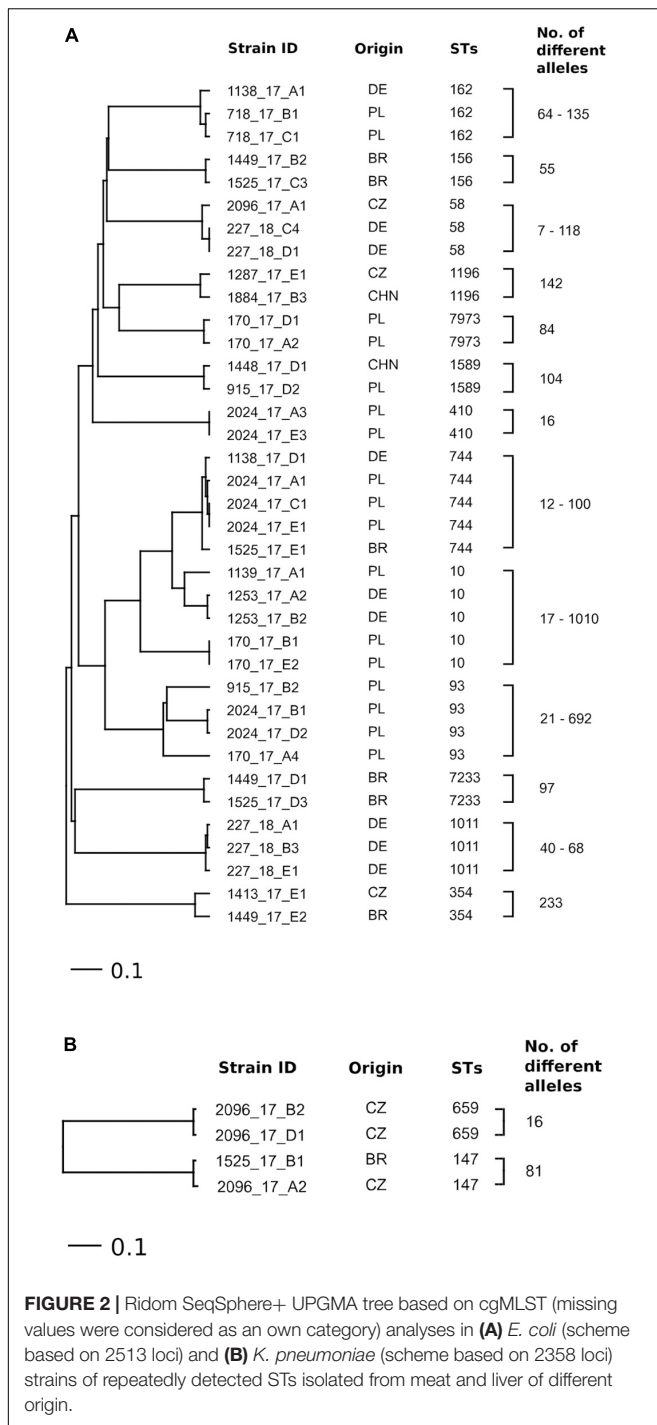 A
Strain ID Origin STs No. of different alleles
1138_17_A1 DE 162
718_17_B1 PL 162 64 - 135
718_17_C1 PL 162
1449_17_B2 BR 156 55
1525_17_C3 BR 156
2096_17_A1 CZ 58
227_18_C4 DE 58 7 - 118
227_18_D1 DE 58
1287_17_E1 CZ 1196 142
1884_17_B3 CHN 1196
170_17_D1 PL 7973 84
170_17_A2 PL 7973
1448_17_D1 CHN 1589 104
915_17_D2 PL 1589
2024_17_A3 PL 410 16
2024_17_E3 PL 410
1138_17_D1 DE 744
2024_17_A1 PL 744
2024_17_C1 PL 744 12 - 100
2024_17_E1 PL 744
1525_17_E1 BR 744
1139_17_A1 PL 10
1253_17_A2 DE 10
1253_17_B2 DE 10 17 - 1010
170_17_B1 PL 10
170_17_E2 PL 10
915_17_B2 PL 93
2024_17_B1 PL 93 21 - 692
2024_17_D2 PL 93
170_17_A4 PL 93
1449_17_D1 BR 7233 97
1525_17_D3 BR 7233
227_18_A1 DE 1011
227_18_B3 DE 1011 40 - 68
227_18_E1 DE 1011
1413_17_E1 CZ 354 233
1449_17_E2 BR 354
0.1
B
Strain ID Origin STs No. of different alleles
2096_17_B2 CZ 659 16
2096_17_D1 CZ 659
1525_17_B1 BR 147 81
2096_17_A2 CZ 147
0.1
FIGURE 2 | Ridom SeqSphere+ UPGMA tree based on cgMLST (missing
values were considered as an own category) analyses in (A) E. coli (scheme
based on 2513 loci) and (B) K. pneumoniae (scheme based on 2358 loci)
strains of repeatedly detected STs isolated from meat and liver of different
origin.